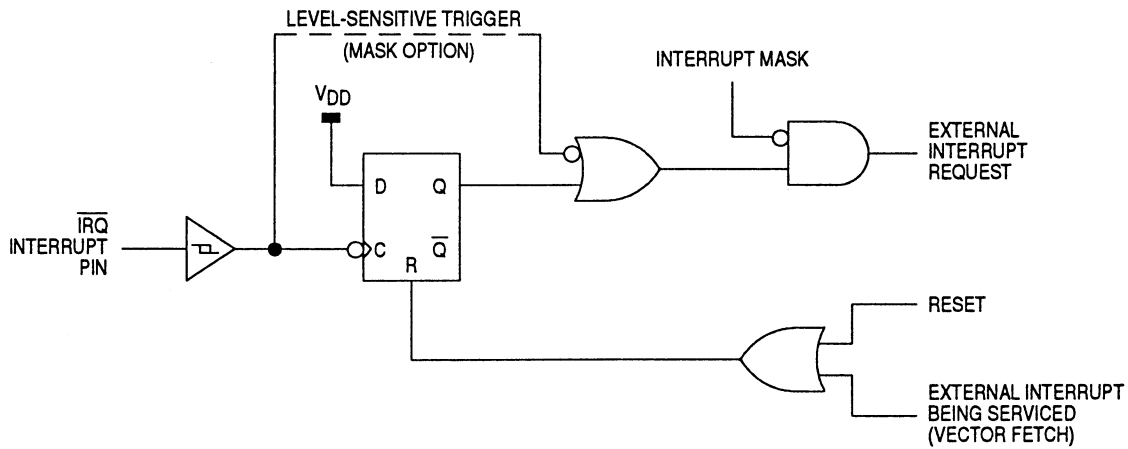 LEVEL-SENSITIVE TRIGGER
(MASK OPTION)
INTERRUPT MASK
VDD
EXTERNAL
INTERRUPT
REQUEST
D
Q
IRQ
INTERRUPT
PIN
C
Q
R
RESET
EXTERNAL INTERRUPT
BEING SERVICED
(VECTOR FETCH)